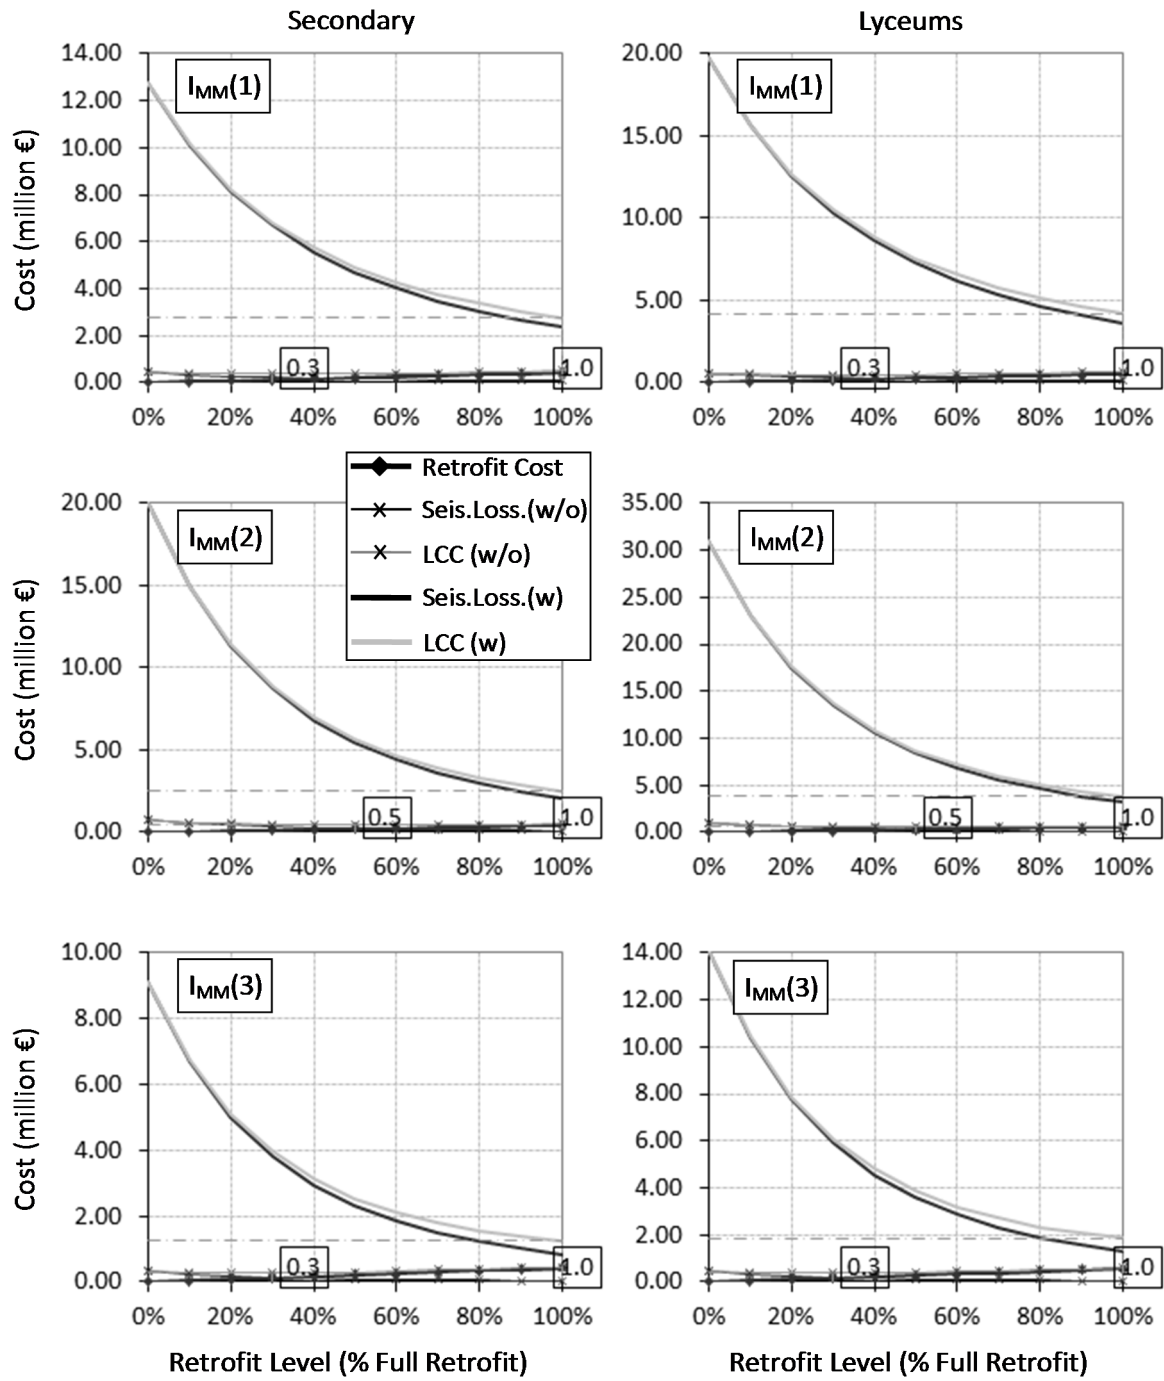 Secondary
Lyceums
14.00
12.00
10.00
8.00
6.00
4.00
2.00
0.00
Cost (million €)
I_MM(1)
0.3
1.0
0% 20% 40% 60% 80% 100%
20.00
15.00
10.00
5.00
0.00
I_MM(1)
0.3
1.0
0% 20% 40% 60% 80% 100%
20.00
15.00
10.00
5.00
0.00
Cost (million €)
I_MM(2)
Retrofit Cost
Seis.Loss.(w/o)
LCC (w/o)
Seis.Loss.(w)
LCC (w)
0.5
1.0
0% 20% 40% 60% 80% 100%
35.00
30.00
25.00
20.00
15.00
10.00
5.00
0.00
I_MM(2)
0.5
1.0
0% 20% 40% 60% 80% 100%
10.00
8.00
6.00
4.00
2.00
0.00
Cost (million €)
I_MM(3)
0.3
1.0
0% 20% 40% 60% 80% 100%
Retrofit Level (% Full Retrofit)
14.00
12.00
10.00
8.00
6.00
4.00
2.00
0.00
I_MM(3)
0.3
1.0
0% 20% 40% 60% 80% 100%
Retrofit Level (% Full Retrofit)